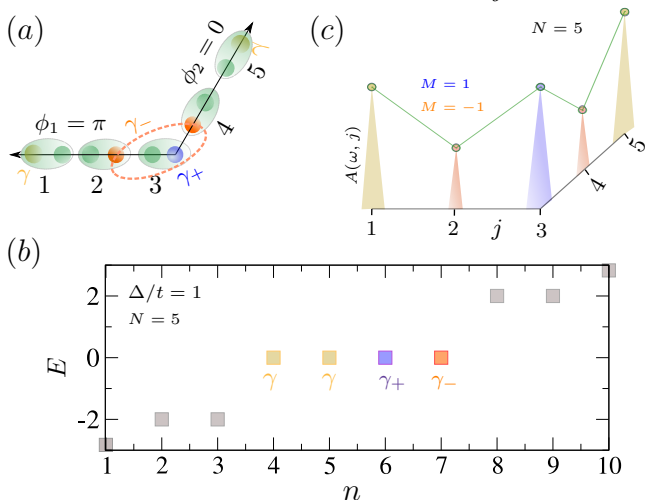 (a)
ϕ₁ = π
γ−
ϕ₂ = 0
γ
5
4
γ
1
2
3
γ+
(c)
N = 5
M = 1
M = −1
A(ω, j)
1
2
j
3
4
5
(b)
Δ/t = 1
N = 5
E
2
0
-2
γ
γ
γ₊
γ₋
1
2
3
4
5
6
7
8
9
10
n